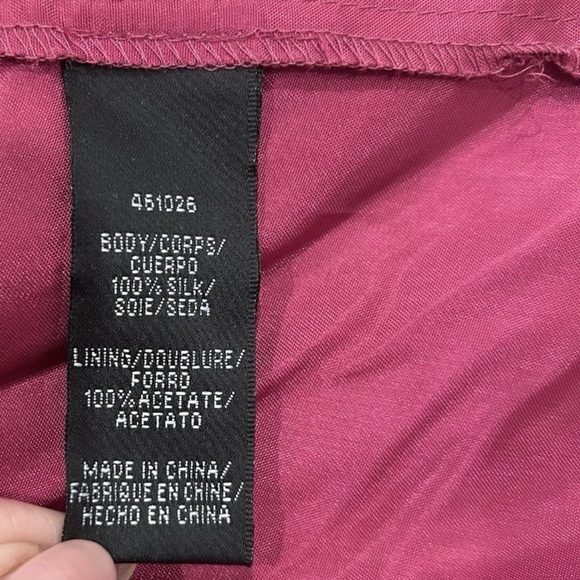 461026
BODY/CORPS/
CUERPO
100% SILK/
SOIE/SEDA
LINING/DOUBLURE/
FORRO
100% ACETATE/
ACETATO
MADE IN CHINA/
FABRIQUE EN CHINE/
HECHO EN CHINA